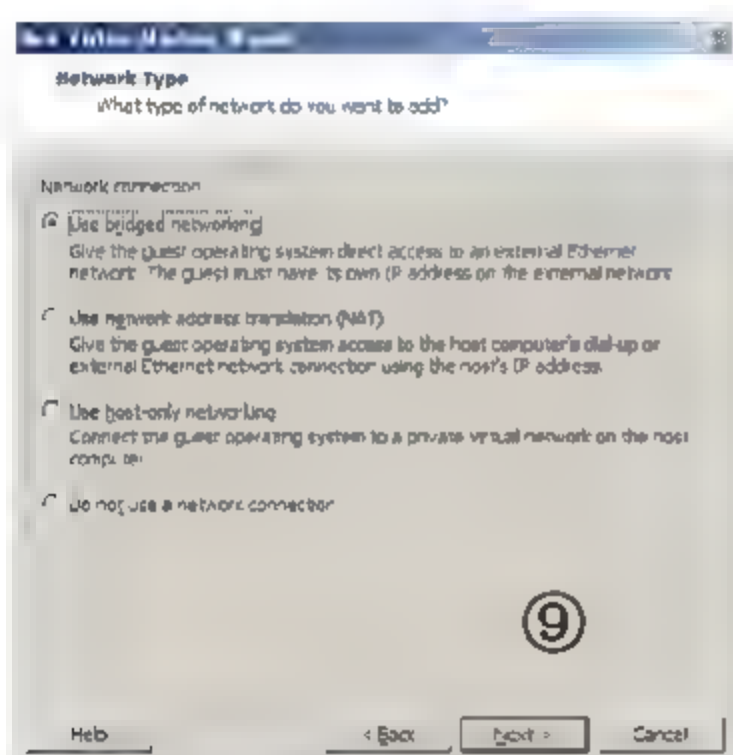 Network Type
What type of network do you want to add?
Network connection
Use bridged networking
Give the guest operating system direct access to an external Ethernet
network. The guest must have its own IP address on the external network
Use network address translation (NAT)
Give the guest operating system access to the host computer's dial-up or
external Ethernet network connection using the host's IP address
Use host-only networking
Connect the guest operating system to a private virtual network on the host
computer
Do not use a network connection
⑨
Help
< Back
Next >
Cancel